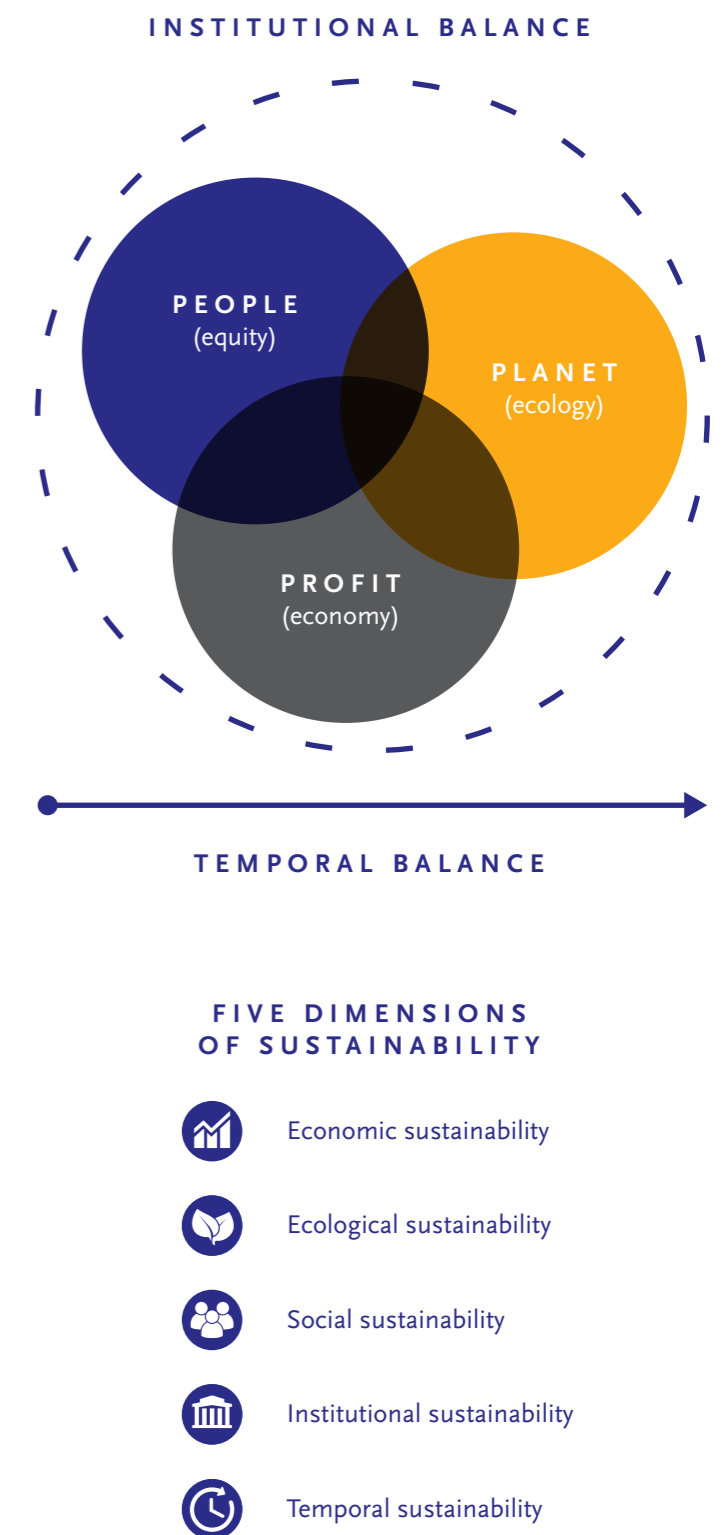 INSTITUTIONAL BALANCE
PEOPLE
(equity)
PLANET
(ecology)
PROFIT
(economy)
TEMPORAL BALANCE
FIVE DIMENSIONS
OF SUSTAINABILITY
Economic sustainability
Ecological sustainability
Social sustainability
Institutional sustainability
Temporal sustainability